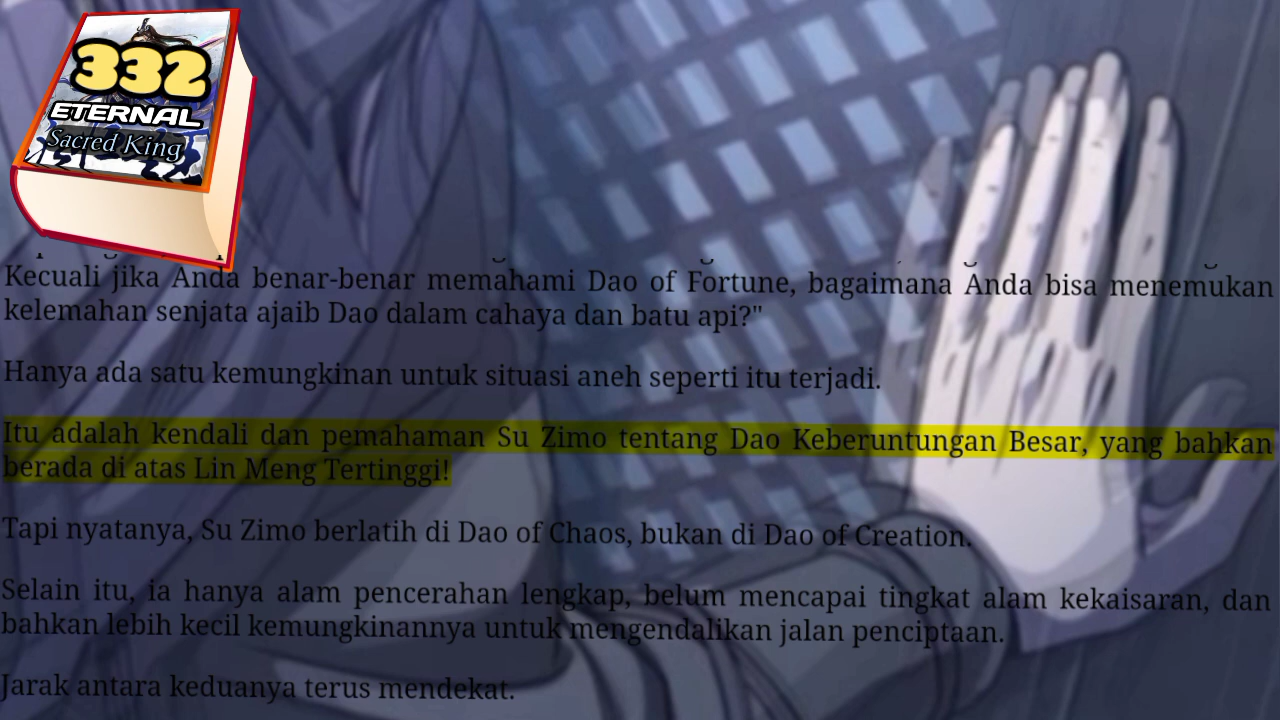 332
ETERNAL
Sacred King
Kecuali jika Anda benar-benar memahami Dao of Fortune, bagaimana Anda bisa menemukan
kelemahan senjata ajaib Dao dalam cahaya dan batu api?"
Hanya ada satu kemungkinan untuk situasi aneh seperti itu terjadi.
Itu adalah kendali dan pemahaman Su Zimo tentang Dao Keberuntungan Besar, yang bahkan
berada di atas Lin Meng Tertinggi!
Tapi nyatanya, Su Zimo berlatih di Dao of Chaos, bukan di Dao of Creation.
Selain itu, ia hanya alam pencerahan lengkap, belum mencapai tingkat alam kekaisaran, dan
bahkan lebih kecil kemungkinannya untuk mengendalikan jalan penciptaan.
Jarak antara keduanya terus mendekat.